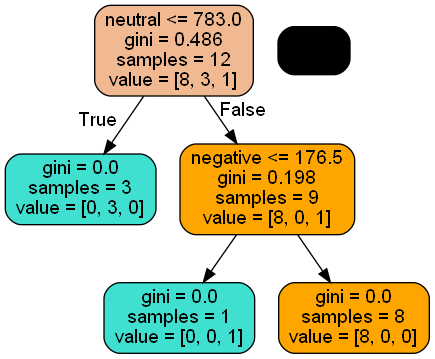 neutral <= 783.0
gini = 0.486
samples = 12
value = [8, 3, 1]
True
False
gini = 0.0
samples = 3
value = [0, 3, 0]
negative <= 176.5
gini = 0.198
samples = 9
value = [8, 0, 1]
gini = 0.0
samples = 1
value = [0, 0, 1]
gini = 0.0
samples = 8
value = [8, 0, 0]